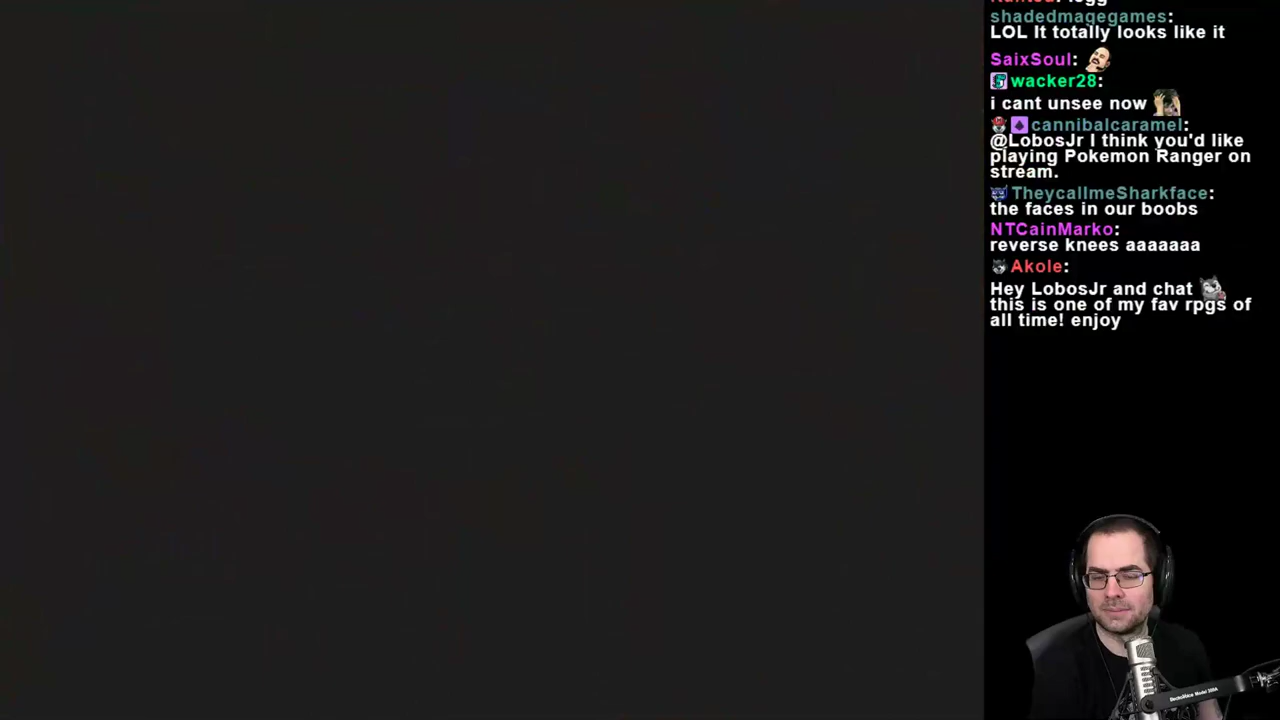 shadedmagegames:
LOL It totally looks like it
SaixSoul:
wacker28:
i cant unsee now
cannibalcaramel:
@LobosJr I think you'd like
playing Pokemon Ranger on
stream.
TheycallmeSharkface:
the faces in our boobs
NTCainMarko:
reverse knees aaaaaaa
Akole:
Hey LobosJr and chat
this is one of my fav rpgs of
all time! enjoy